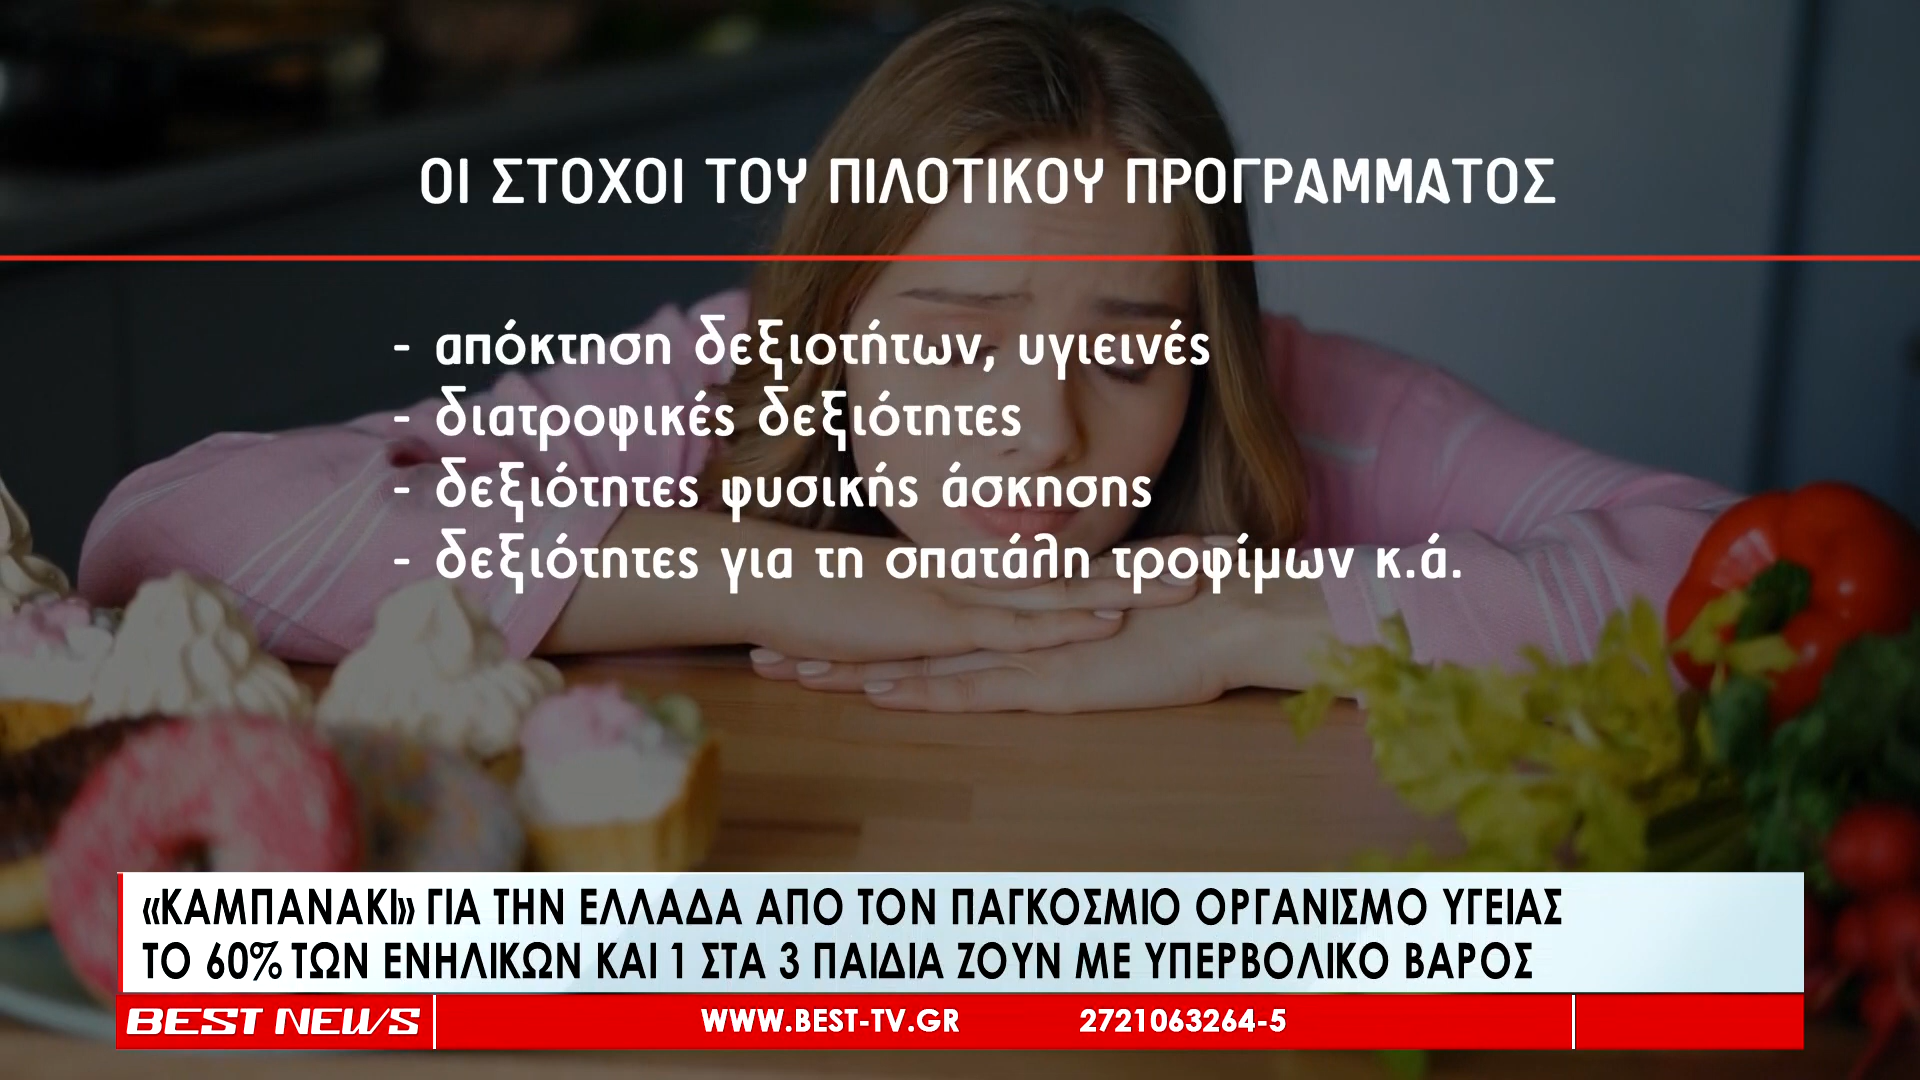 ΟΙ ΣΤΟΧΟΙ ΤΟΥ ΠΙΛΟΤΙΚΟΥ ΠΡΟΓΡΑΜΜΑΤΟΣ
- απόκτηση δεξιοτήτων, υγιεινές
- διατροφικές δεξιότητες
- δεξιότητες φυσικής άσκησης
- δεξιότητες για τη σπατάλη τροφίμων κ.ά.
«ΚΑΜΠΑΝΑΚΙ» ΓΙΑ ΤΗΝ ΕΛΛΑΔΑ ΑΠΟ ΤΟΝ ΠΑΓΚΟΣΜΙΟ ΟΡΓΑΝΙΣΜΟ ΥΓΕΙΑΣ
ΤΟ 60% ΤΩΝ ΕΝΗΛΙΚΩΝ ΚΑΙ 1 ΣΤΑ 3 ΠΑΙΔΙΑ ΖΟΥΝ ΜΕ ΥΠΕΡΒΟΛΙΚΟ ΒΑΡΟΣ
BEST NEWS WWW.BEST-TV.GR 2721063264-5